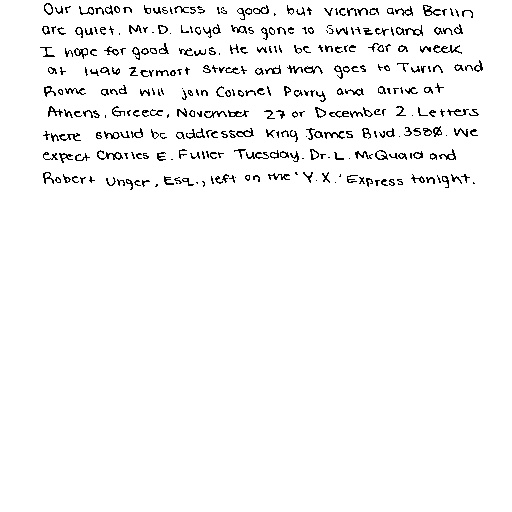 Our London business is good, but Vienna and Berlin
are quiet. Mr. D. Lloyd has gone to Switzerland and
I hope for good news. He will be there for a week
at 1496 Zermott Street and then goes to Turin and
Rome and will join Colonel Parry and arrive at
Athens, Greece, November 27 or December 2. Letters
there should be addressed King James Blvd. 3580. We
expect Charles E. Fuller Tuesday. Dr. L. McQuaid and
Robert Unger, Esq., left on the 'Y.X.' Express tonight.